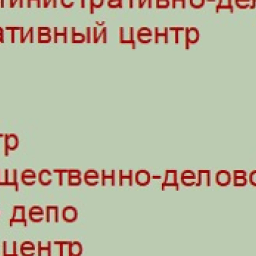 министративно-дел
ативный центр
тр
щественно-делово
депо
центр